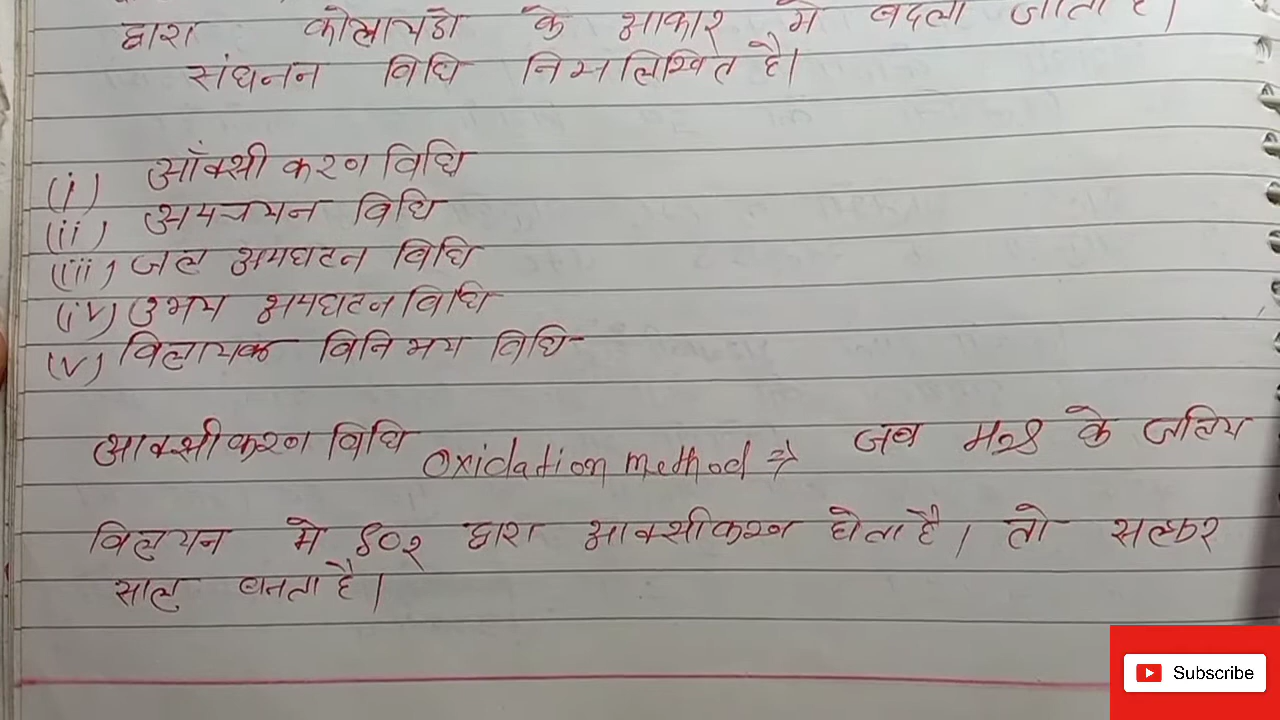 द्वारा कोलायडो के आकार मे बदला जाता है।
संघनन विधि निम्नलिखित है।
(i) ऑक्सीकरण विधि
(ii) अपचयन विधि
(iii) जल अपघटन विधि
(iv) उभय अपघटन विधि
(v) विलायक विनिमय विधि
आक्सीकरण विधि Oxidation method ⇒ जब H2S के जलिय
विलयन मे SO2 द्वारा आक्सीकरण होता है। तो सल्फर
साल बनता है।
Subscribe